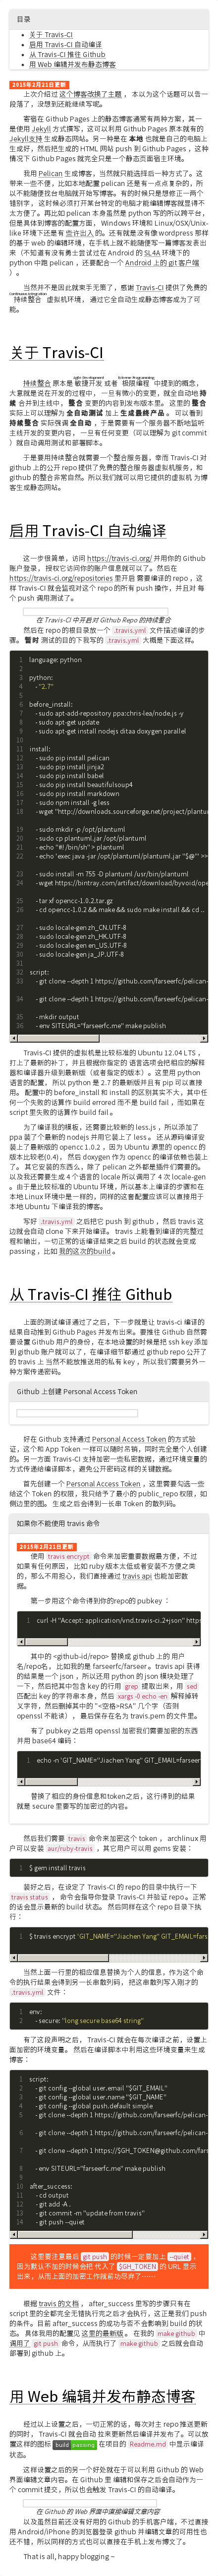 目录
关于 Travis-CI
启用 Travis-CI 自动编译
从 Travis-CI 推往 Github
用 Web 编辑并发布静态博客
2015年2月21日更新
上次介绍过 这个博客改换了主题 ，本以为这个话题可以告一
段落了，没想到还能继续写呢。
寄宿在 Github Pages 上的静态博客通常有两种方案，其一
是使用 Jekyll 方式撰写，这可以利用 Github Pages 原本就有的
Jekyll支持 生成静态网站。另一种是在 本地 也就是自己的电脑上
生成好，然后把生成的 HTML 网站 push 到 Github Pages ，这种
情况下 Github Pages 就完全只是一个静态页面宿主环境。
我用 Pelican 生成博客，当然就只能选择后一种方式了。这
带来一些不便，比如本地配置 pelican 还是有一点点复杂的，所
以不能随便找台电脑就开始写博客。有的时候只是想修正一两个
错别字，这时候必须打开某台特定的电脑上才能编辑博客就显得不
太方便了。再比如 pelican 本身虽然是 python 写的所以跨平台，
但是具体到博客的配置方面， Windows 环境和 Linux/OSX/Unix-
like 环境下还是有 些许出入 的。还有就是没有像 wordpress 那样
的基于 web 的编辑环境，在手机上就不能随便写一篇博客发表出
来（不知道有没有勇士尝试过在 Android 的 SL4A 环境下的
python 中跑 pelican ，还要配合一个 Android 上的 git 客户端
）。
当然并不是因此就束手无策了，感谢 Travis-CI 提供了免费的
Continuous Integration
持续整合 虚拟机环境，通过它全自动生成静态博客成为了可
能。
关于 Travis-CI
Light Development Extreme Programming
持续整合 原本是 敏捷开发 或者 极限编程 中提到的概念，
大意就是说在开发的过程中，一旦有微小的变更，就全自动地 持
续 合并到主线中， 整合 变更的内容到发布版本里。 这里的 整合
实际上可以理解为 全自动测试 加上 生成最终产品 。可以看到
持续整合 实际强调 全自动 ，于是需要有一个服务器不断地监听
主线开发的变更内容，一旦有任何变更（可以理解为 git commit
）就自动调用测试和部署脚本。
于是要用持续整合就需要一个整合服务器，幸而 Travis-CI 对
github 上的公开 repo 提供了免费的整合服务器虚拟机服务，和
github 的整合非常自然。所以我们就可以用它提供的虚拟机 为博
客生成静态网站。
启用 Travis-CI 自动编译
这一步很简单，访问 https://travis-ci.org/ 并用你的 Github
账户登录， 授权它访问你的账户信息就可以了。然后在
https://travis-ci.org/repositories 里开启 需要编译的 repo ，这
样 Travis-CI 就会监视对这个 repo 的所有 push 操作，并且对 每
个 push 调用测试了。
在 Travis-CI 中开启对 Github Repo 的持续整合
然后在 repo 的根目录放一个 .travis.yml 文件描述编译的步
骤。 暂时 测试的目的下我写的 .travis.yml 大概是下面这样。
1 language: python
2
3 python:
4 - "2.7"
5
6 before_install:
7 - sudo add-apt-repository ppa:chris-lea/node.js -y
8 - sudo apt-get update
9 - sudo apt-get install nodejs ditaa doxygen parallel
10
11 install:
12 - sudo pip install pelican
13 - sudo pip install jinja2
14 - sudo pip install babel
15 - sudo pip install beautifulsoup4
16 - sudo pip install markdown
17 - sudo npm install -g less
18 - wget "http://downloads.sourceforge.net/project/plantu
19 - sudo mkdir -p /opt/plantuml
20 - sudo cp plantuml.jar /opt/plantuml
21 - echo "#! /bin/sh" > plantuml
22 - echo 'exec java -jar /opt/plantuml/plantuml.jar "$@"' >>
23 - sudo install -m 755 -D plantuml /usr/bin/plantuml
24 - wget https://bintray.com/artifact/download/byvoid/ope
25 - tar xf opencc-1.0.2.tar.gz
26 - cd opencc-1.0.2 && make && sudo make install && cd ..
27 - sudo locale-gen zh_CN.UTF-8
28 - sudo locale-gen zh_HK.UTF-8
29 - sudo locale-gen en_US.UTF-8
30 - sudo locale-gen ja_JP.UTF-8
31
32 script:
33 - git clone --depth 1 https://github.com/farseerfc/pelican-
34 - git clone --depth 1 https://github.com/farseerfc/pelican-
35 - mkdir output
36 - env SITEURL="farseerfc.me" make publish
Travis-CI 提供的虚拟机是比较标准的 Ubuntu 12.04 LTS ，
打上了最新的补丁，并且根据你指定的 语言选项会把相应的解释
器和编译器升级到最新版（或者指定的版本）。这里用 python
语言的配置， 所以 python 是 2.7 的最新版并且有 pip 可以直接
用。 配置中的 before_install 和 install 的区别其实不大，其中任
何一个失败的话算作 build errored 而不是 build fail ，而如果在
script 里失败的话算作 build fail 。
为了编译我的模板，还需要比较新的 less.js ，所以添加了
ppa 装了个最新的 nodejs 并用它装上了 less 。 还从源码编译安
装上了最新版的 opencc 1.0.2 ，因为 Ubuntu 源里的 opencc 的
版本比较老(0.4)， 然后 doxygen 作为 opencc 的编译依赖也装上
了。 其它安装的东西么，除了 pelican 之外都是插件们需要的。
以及我还需要生成 4 个语言的 locale 所以调用了 4 次 locale-gen
。 由于是比较标准的 Ubuntu 环境，所以基本上编译的步骤和在
本地 Linux 环境中是一样的，同样的这套配置应该可以直接用于
本地 Ubuntu 下编译我的博客。
写好 .travis.yml 之后把它 push 到 github ，然后 travis 这
边就会自动 clone 下来开始编译。 travis 上能看到编译的完整过
程和输出，一切正常的话编译结束之后 build 的状态就会变成
passing ，比如 我的这次的build 。
从 Travis-CI 推往 Github
上面的测试编译通过了之后，下一步就是让 travis-ci 编译的
结果自动推到 Github Pages 并发布出来。要推往 Github 自然需
要设置 Github 用户的身份，在本地设置的时候是把 ssh key 添加
到 github 账户就可以了，在编译细节都通过 github repo 公开了
的 travis 上 当然不能放推送用的私有 key ，所以我们需要另外一
种方案传递密码。
Github 上创建 Personal Access Token
好在 Github 支持通过 Personal Access Token 的方式验
证，这个和 App Token 一样可以随时吊销，同时完全是个人创建
的。另一方面 Travis-CI 支持加密一些私密数据，通过环境变量的
方式传递给编译脚本，避免公开密码这样的关键数据。
首先创建一个 Personal Access Token ，这里需要勾选一些
给这个 Token 的权限，我只给予了最小的 public_repo 权限，如
侧边里的图。 生成之后会得到一长串 Token 的散列码。
如果你不能使用 travis 命令
2015年2月21日更新
使用 travis encrypt 命令来加密重要数据最方便，不过
如果有任何原因， 比如 ruby 版本太低或者安装不方便之类
的，那么不用担心，我们直接通过 travis api 也能加密数
据。
第一步用这个命令得到你的repo的 pubkey ：
1 curl -H "Accept: application/vnd.travis-ci.2+json" https
其中的 <github-id/repo> 替换成 github 上的 用户
名/repo名，比如我的是 farseerfc/farseer 。 travis api 获得
的结果是一个 json ，所以还用 python 的 json 模块处理了
一下，然后把其中包含 key 的行用 grep 提取出来，用 sed
匹配出 key 的字符串本身，然后 xargs -0 echo -en 解释掉转
义字符，然后删掉其中的 "<空格>RSA" 几个字（否则
openssl 不能读）， 最后保存在名为 travis.pem 的文件里。
有了 pubkey 之后用 openssl 加密我们需要加密的东西
并用 base64 编码：
1 echo -n 'GIT_NAME="Jiachen Yang" GIT_EMAIL=farseer
替换了相应的身份信息和token之后，这行得到的结果
就是 secure 里要写的加密过的内容。
然后我们需要 travis 命令来加密这个 token ， archlinux 用
户可以安装 aur/ruby-travis ，其它用户可以用 gems 安装：
1 $ gem install travis
装好之后，在设定了 Travis-CI 的 repo 的目录中执行一下
travis status ， 命令会指导你登录 Travis-CI 并验证 repo 。正常
的话会显示最新的 build 状态。 然后同样在这个 repo 目录下执
行：
1 $ travis encrypt 'GIT_NAME="Jiachen Yang" GIT_EMAIL=fars
当然上面一行里的相应信息替换为个人的信息，作为这个命
令的执行结果会得到另一长串散列码， 把这串散列写入刚才的
.travis.yml 文件：
1 env:
2 - secure: "long secure base64 string"
有了这段声明之后， Travis-CI 就会在每次编译之前，设置上
面加密的环境变量。 然后在编译脚本中利用这些环境变量来生成
博客：
1 script:
2 - git config --global user.email "$GIT_EMAIL"
3 - git config --global user.name "$GIT_NAME"
4 - git config --global push.default simple
5 - git clone --depth 1 https://github.com/farseerfc/pelican-
6 - git clone --depth 1 https://github.com/farseerfc/pelican-
7 - git clone --depth 1 https://$GH_TOKEN@github.com/fars
8 - env SITEURL="farseerfc.me" make publish
9
10 after_success:
11 - cd output
12 - git add -A .
13 - git commit -m "update from travis"
14 - git push --quiet
这里要注意最后 git push 的时候一定要加上 --quiet ，
因为默认不加的时候会把 代入了 $GH_TOKEN 的 URL 显示
出来，从而上面的加密工作就前功尽弃了……
根据 travis 的文档 ， after_success 里写的步骤只有在
script 里的全都完全无错执行完之后才会执行，这正是我们 push
的条件。目前 after_success 的成功与否不会影响到 build 的状
态。 具体我用的配置见 这里的最新版 。 在我的 make github 中
调用了 git push 命令，从而执行了 make github 之后就会自动
部署到 github 上。
用 Web 编辑并发布静态博客
经过以上设置之后，一切正常的话，每次对主 repo 推送更新
的同时， Travis-CI 就会自动 拉来更新然后编译并发布了。可以放
置这样的图标 build passing 在项目的 Readme.md 中显示编译
状态。
这样设置之后的另一个好处就在于可以利用 Github 的 Web
界面编辑文章内容。在 Github 里 编辑和保存之后会自动作为一
个 commit 提交，所以也会触发 Travis-CI 的自动编译。
在 Github 的 Web 界面中直接编辑文章内容
以及虽然目前还没有好用的 Github 的手机客户端，不过直接
用 Android/iPhone 的浏览器登录 github 并编辑文章的可用性也
还不错，所以同样的方式也可以直接在手机上发布博文了。
That is all, happy blogging ~